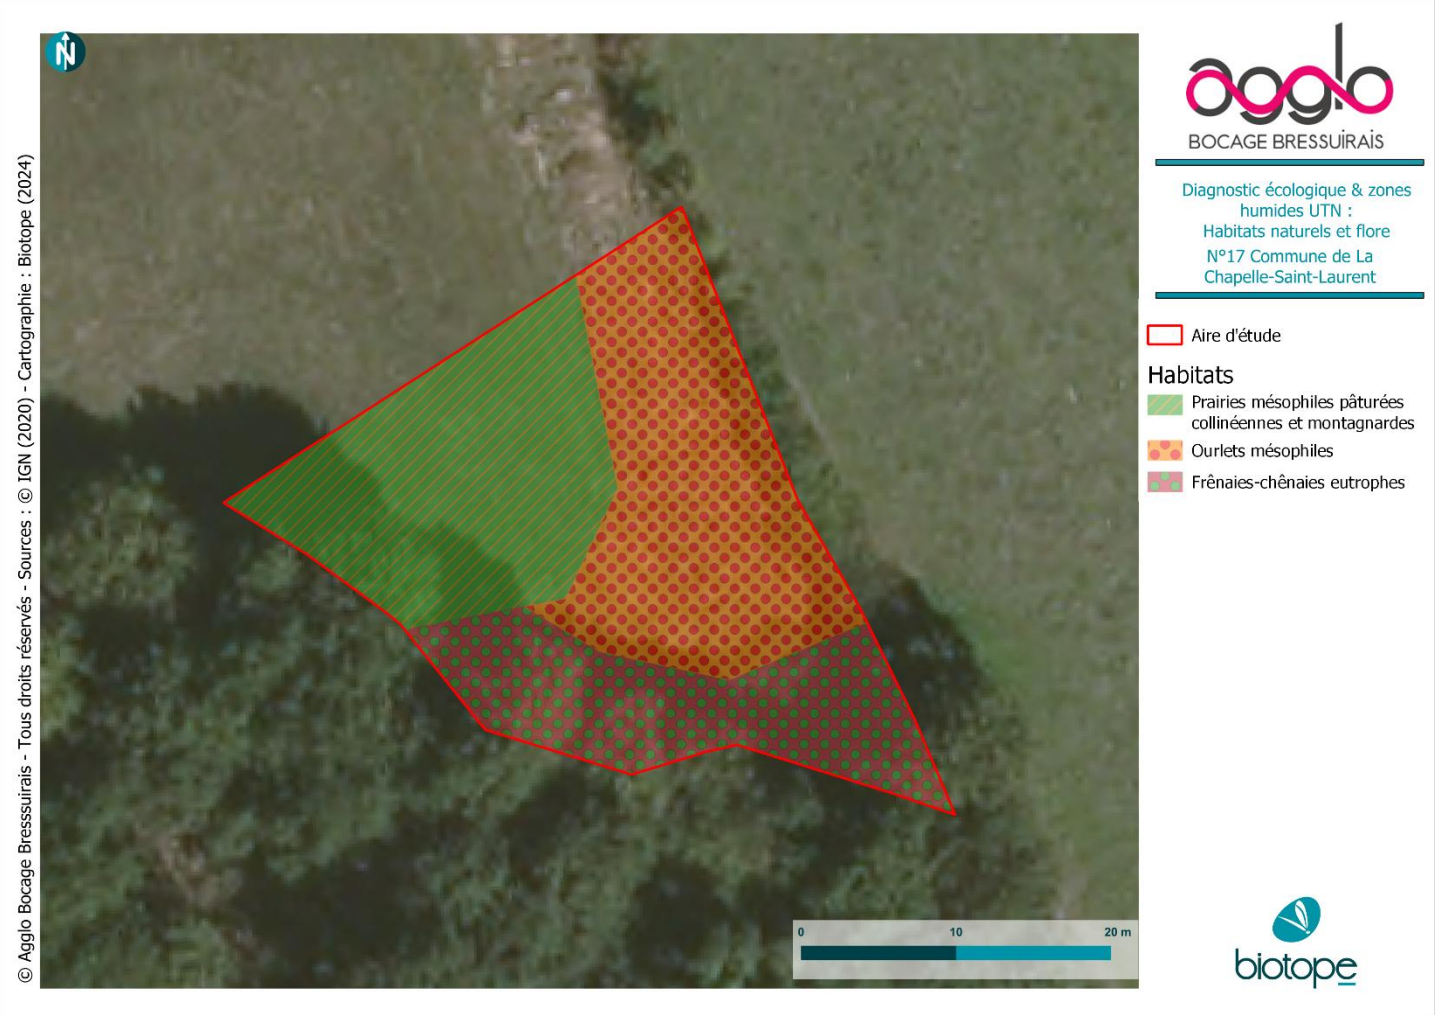 N
agglo
BOCAGE BRESSUIRAIS
Diagnostic écologique & zones
humides UTN :
Habitats naturels et flore
N°17 Commune de La
Chapelle-Saint-Laurent
Aire d'étude
Habitats
Prairies mésophiles pâturées
collinéennes et montagnardes
Ourlets mésophiles
Frênaies-chênaies eutrophes
© Agglo Bocage Bresssuirais - Tous droits réservés - Sources : © IGN (2020) - Cartographie : Biotope (2024)
0 10 20 m
biotope